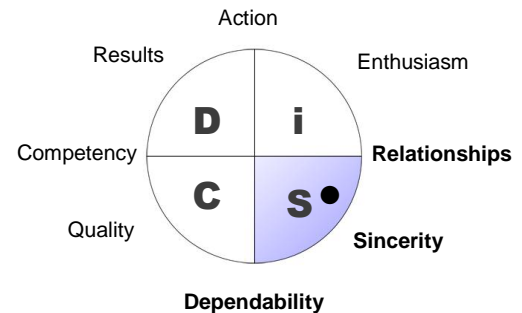 Action
Results
Enthusiasm
D i
Competency
Relationships
C S
Quality
Sincerity
Dependability